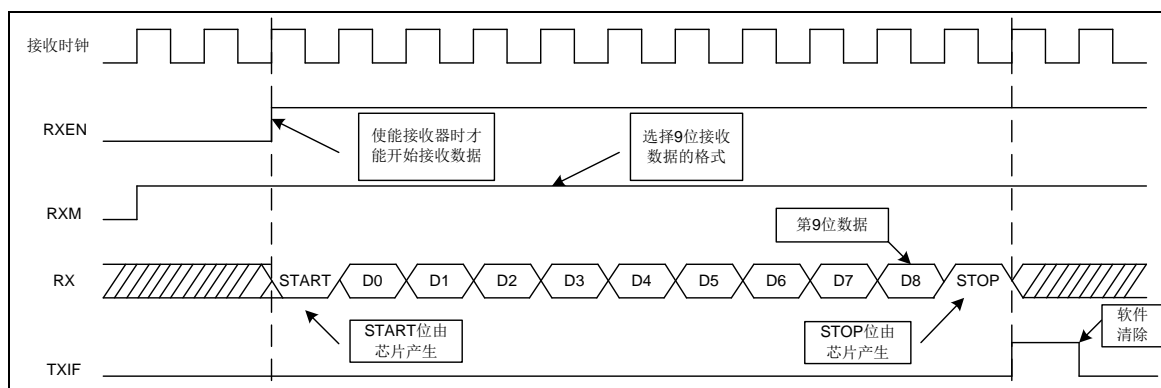 接收时钟
RXEN
使能接收器时才
能开始接收数据
选择9位接收
数据的格式
RXM
第9位数据
RX
START
D0
D1
D2
D3
D4
D5
D6
D7
D8
STOP
START位由
芯片产生
STOP位由
芯片产生
软件
清除
TXIF